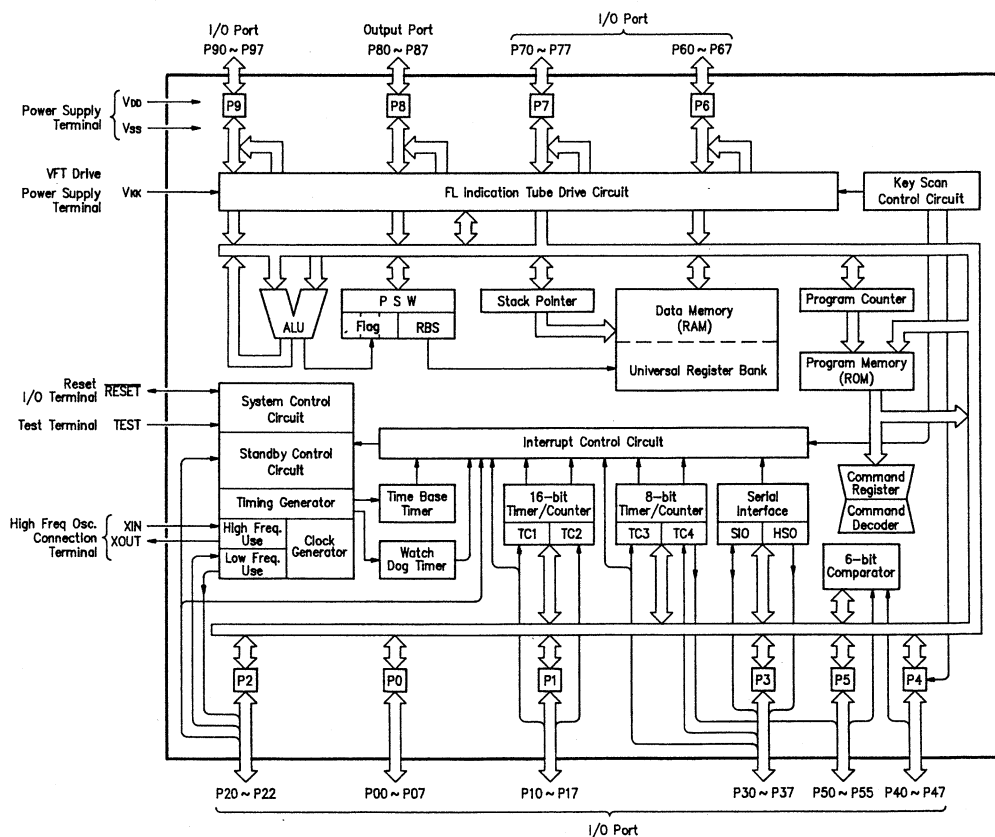 I/O Port
P90 ~ P97
Output Port
P80 ~ P87
I/O Port
P70 ~ P77
P60 ~ P67
P9
P8
P7
P6
Power Supply
Terminal
VDD
VSS
VFT Drive
Power Supply
Terminal
VKK
FL Indication Tube Drive Circuit
Key Scan
Control Circuit
ALU
P S W
Flag
RBS
Stack Pointer
Data Memory
(RAM)
Universal Register Bank
Program Counter
Program Memory
(ROM)
Reset
I/O Terminal
RESET
Test Terminal
TEST
System Control
Circuit
Standby Control
Circuit
Timing Generator
High Freq.
Use
Low Freq.
Use
Clock
Generator
High Freq. Osc.
Connection
Terminal
XIN
XOUT
Interrupt Control Circuit
Time Base
Timer
Watch
Dog Timer
16-bit
Timer/Counter
TC1
TC2
8-bit
Timer/Counter
TC3
TC4
Serial
Interface
SIO
HSO
Command
Register
Command
Decoder
6-bit
Comparator
P2
P0
P1
P3
P5
P4
P20 ~ P22
P00 ~ P07
P10 ~ P17
P30 ~ P37
P50 ~ P55
P40 ~ P47
I/O Port